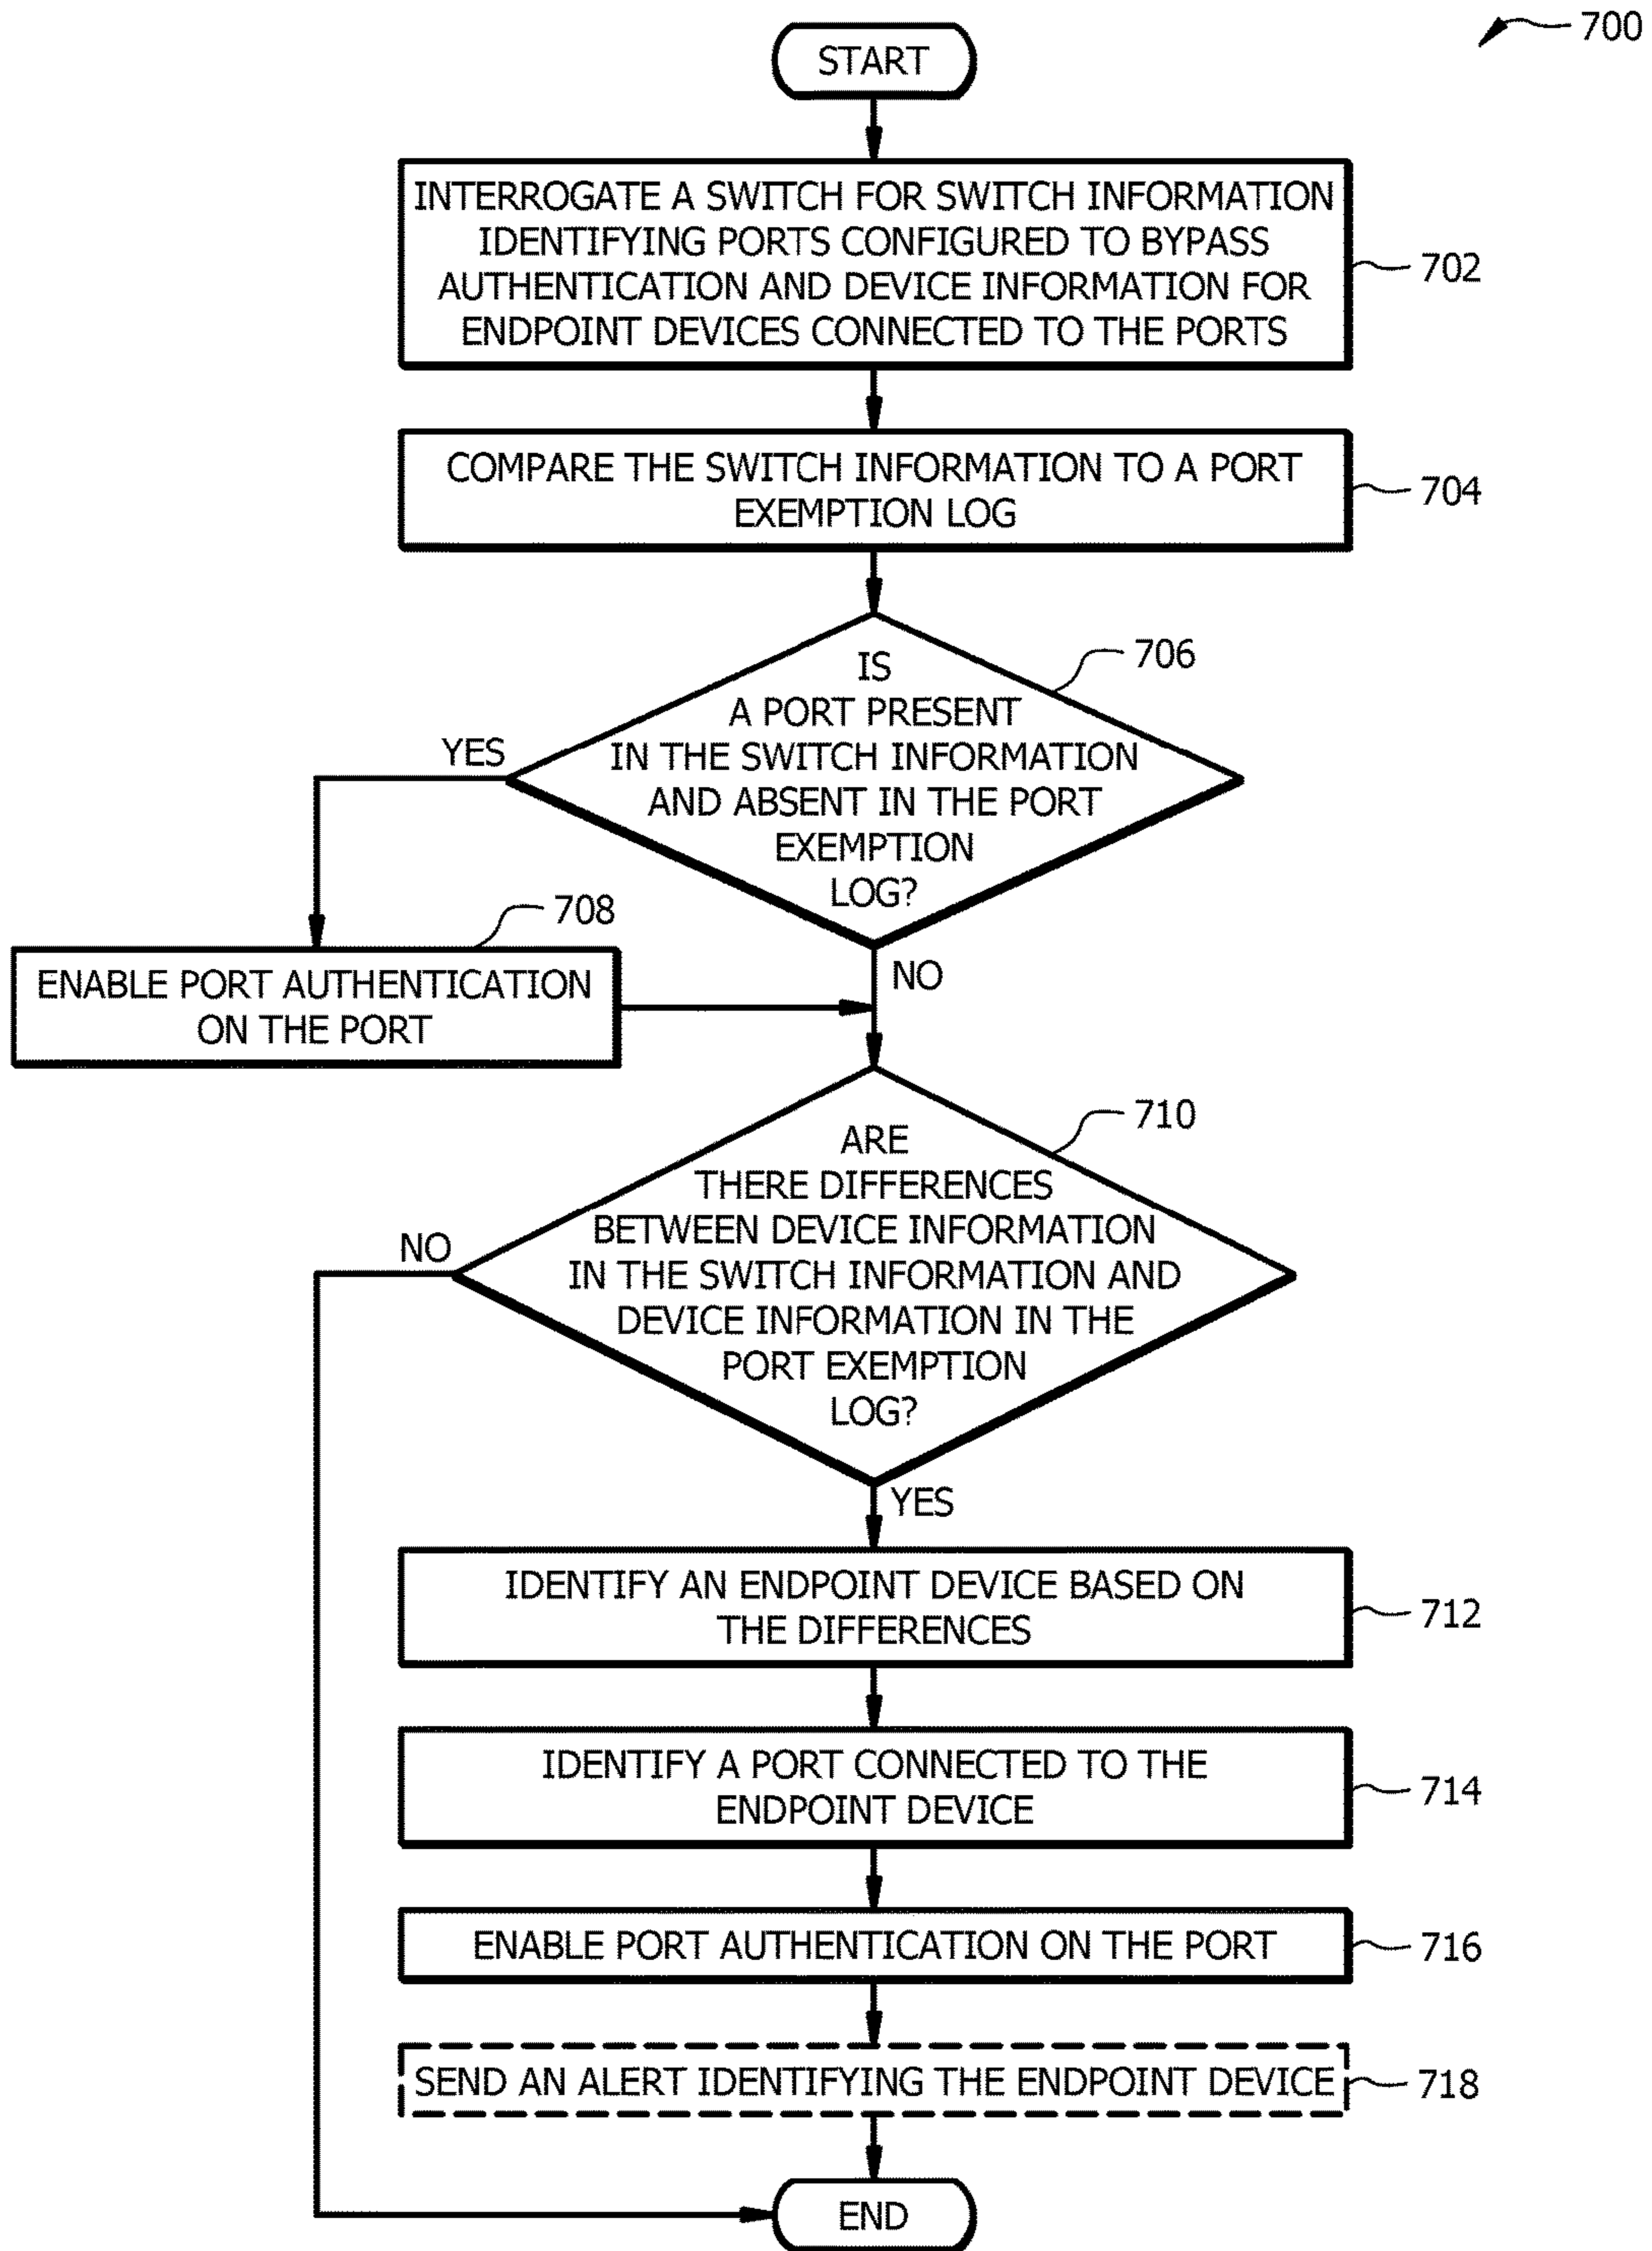 700
START
INTERROGATE A SWITCH FOR SWITCH INFORMATION
IDENTIFYING PORTS CONFIGURED TO BYPASS
AUTHENTICATION AND DEVICE INFORMATION FOR
ENDPOINT DEVICES CONNECTED TO THE PORTS
702
COMPARE THE SWITCH INFORMATION TO A PORT
EXEMPTION LOG
704
IS
A PORT PRESENT
IN THE SWITCH INFORMATION
AND ABSENT IN THE PORT
EXEMPTION
LOG?
706
YES
NO
708
ENABLE PORT AUTHENTICATION
ON THE PORT
ARE
THERE DIFFERENCES
BETWEEN DEVICE INFORMATION
IN THE SWITCH INFORMATION AND
DEVICE INFORMATION IN THE
PORT EXEMPTION
LOG?
710
NO
YES
IDENTIFY AN ENDPOINT DEVICE BASED ON
THE DIFFERENCES
712
IDENTIFY A PORT CONNECTED TO THE
ENDPOINT DEVICE
714
ENABLE PORT AUTHENTICATION ON THE PORT
716
SEND AN ALERT IDENTIFYING THE ENDPOINT DEVICE
718
END